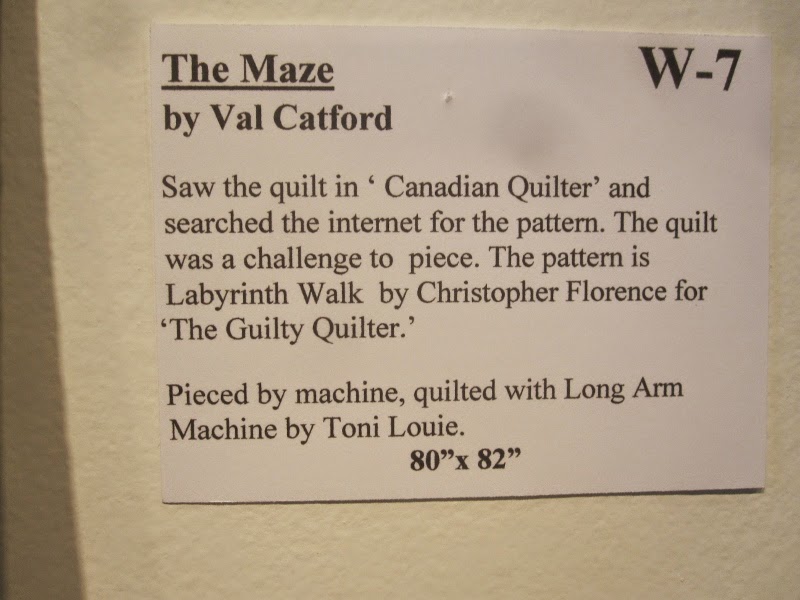 The Maze
W-7
by Val Catford
Saw the quilt in ‘ Canadian Quilter’ and
searched the internet for the pattern. The quilt
was a challenge to  piece. The pattern is
Labyrinth Walk  by Christopher Florence for
‘The Guilty Quilter.’
Pieced by machine, quilted with Long Arm
Machine by Toni Louie.
80”x 82”